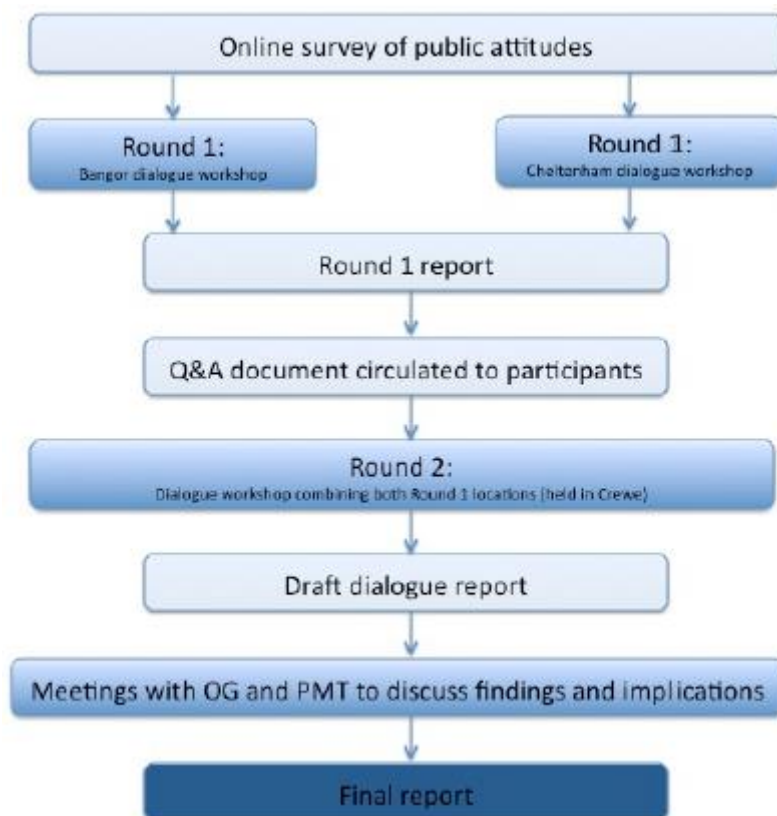 Online survey of public attitudes
Round 1:
Bangor dialogue workshop
Round 1:
Cheltenham dialogue workshop
Round 1 report
Q&A document circulated to participants
Round 2:
Dialogue workshop combining both Round 1 locations (held in Crewe)
Draft dialogue report
Meetings with OG and PMT to discuss findings and implications
Final report